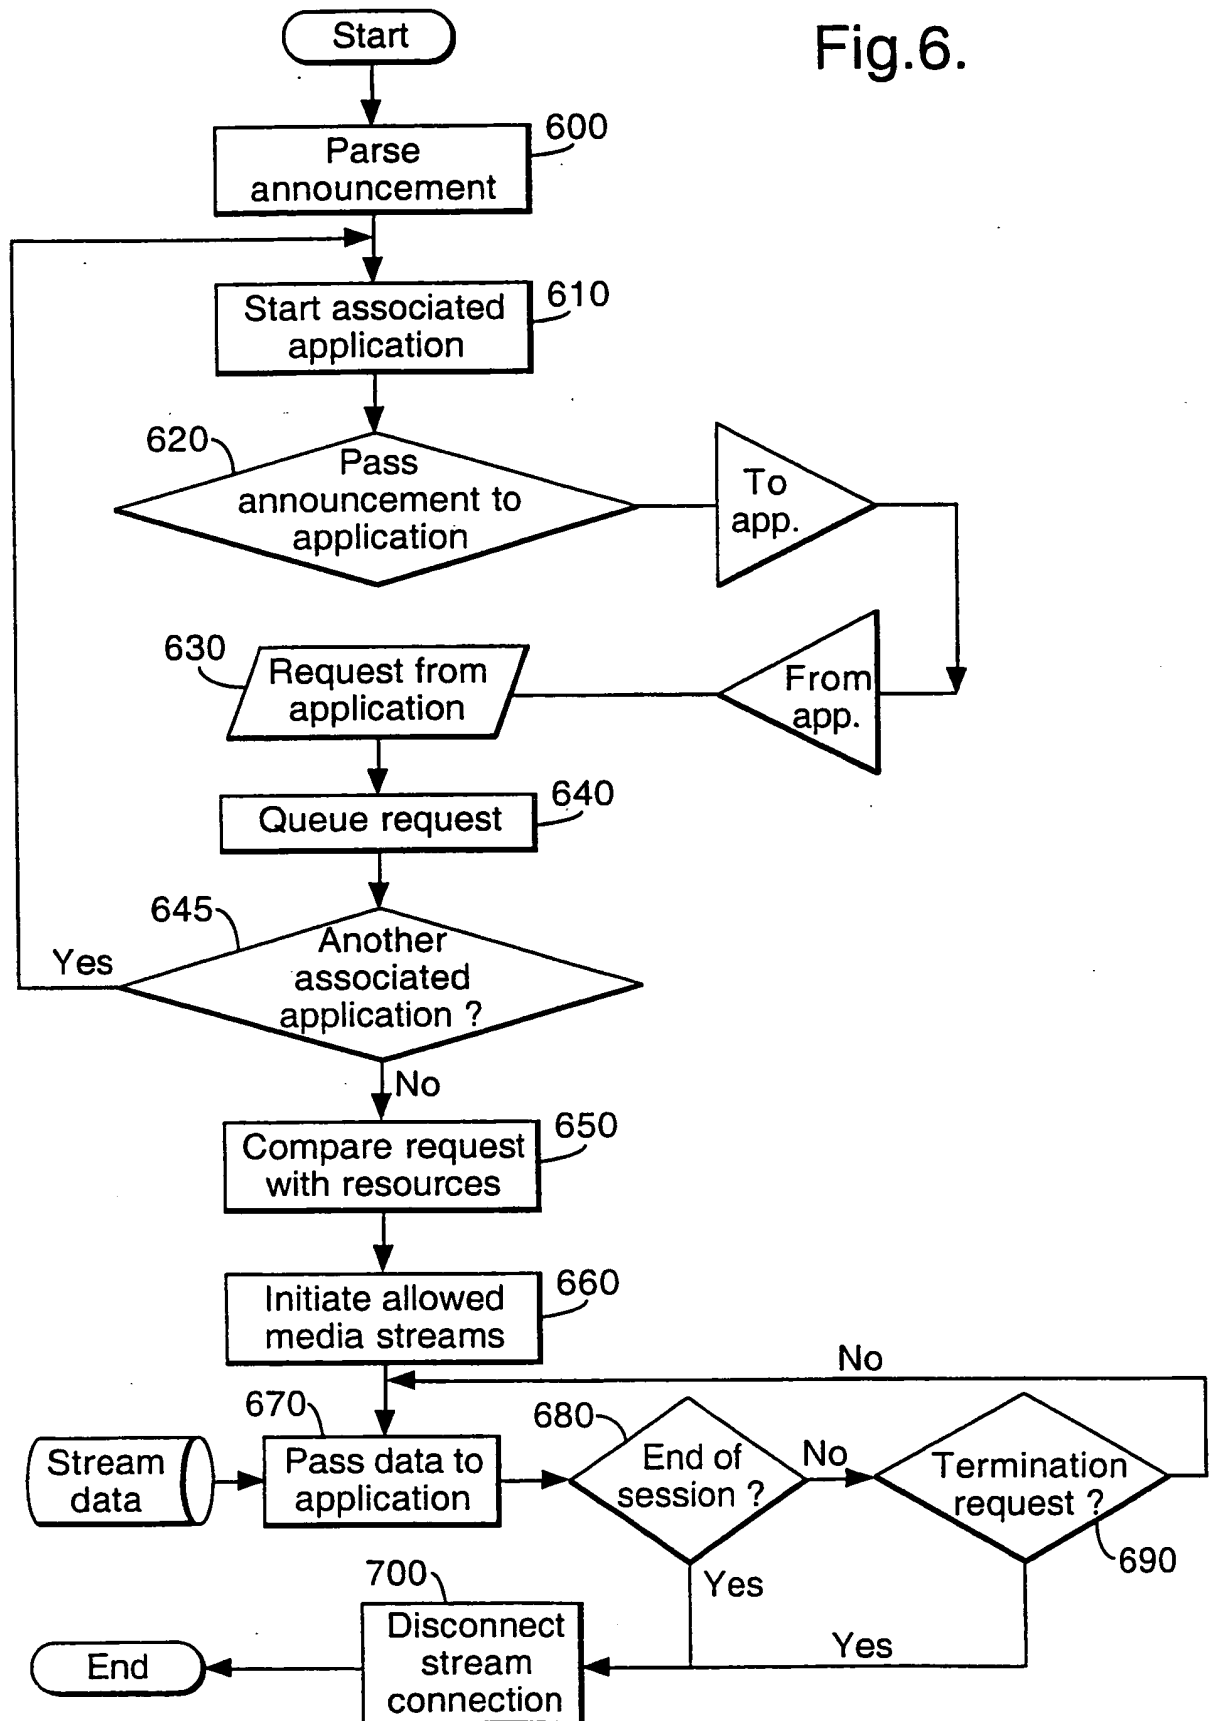 Start
Fig.6.
600
Parse
announcement
610
Start associated
application
620
Pass
announcement to
application
To
app.
630
Request from
application
From
app.
640
Queue request
645
Another
associated
application ?
Yes
No
650
Compare request
with resources
660
Initiate allowed
media streams
No
670
680
Stream
data
Pass data to
application
End of
session ?
No
Termination
request ?
690
700
Yes
Disconnect
stream
connection
Yes
End